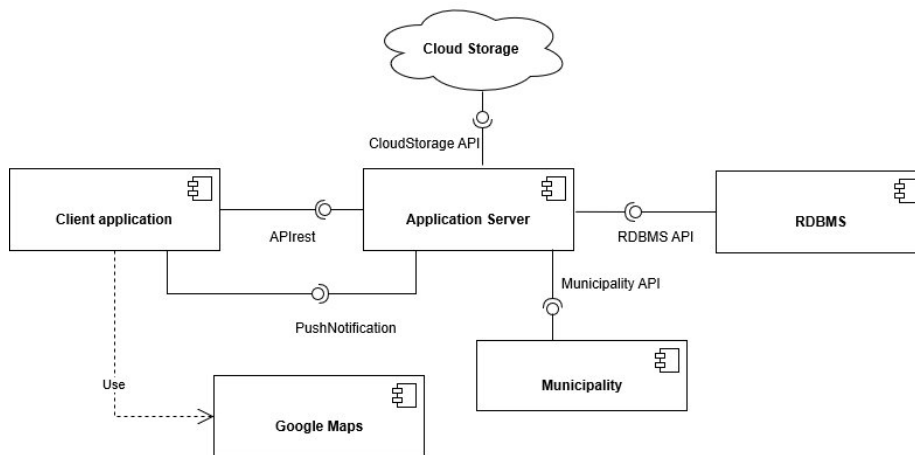 Cloud Storage
CloudStorage API
Client application
Application Server
RDBMS
APIrest
RDBMS API
Municipality API
PushNotification
Use
Municipality
Google Maps